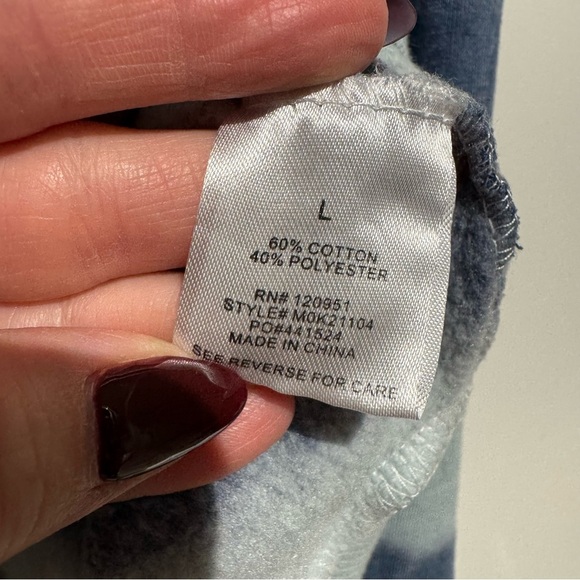 L
60% COTTON
40% POLYESTER
RN# 120951
STYLE# M0K21104
PO#441524
MADE IN CHINA
SEE REVERSE FOR CARE